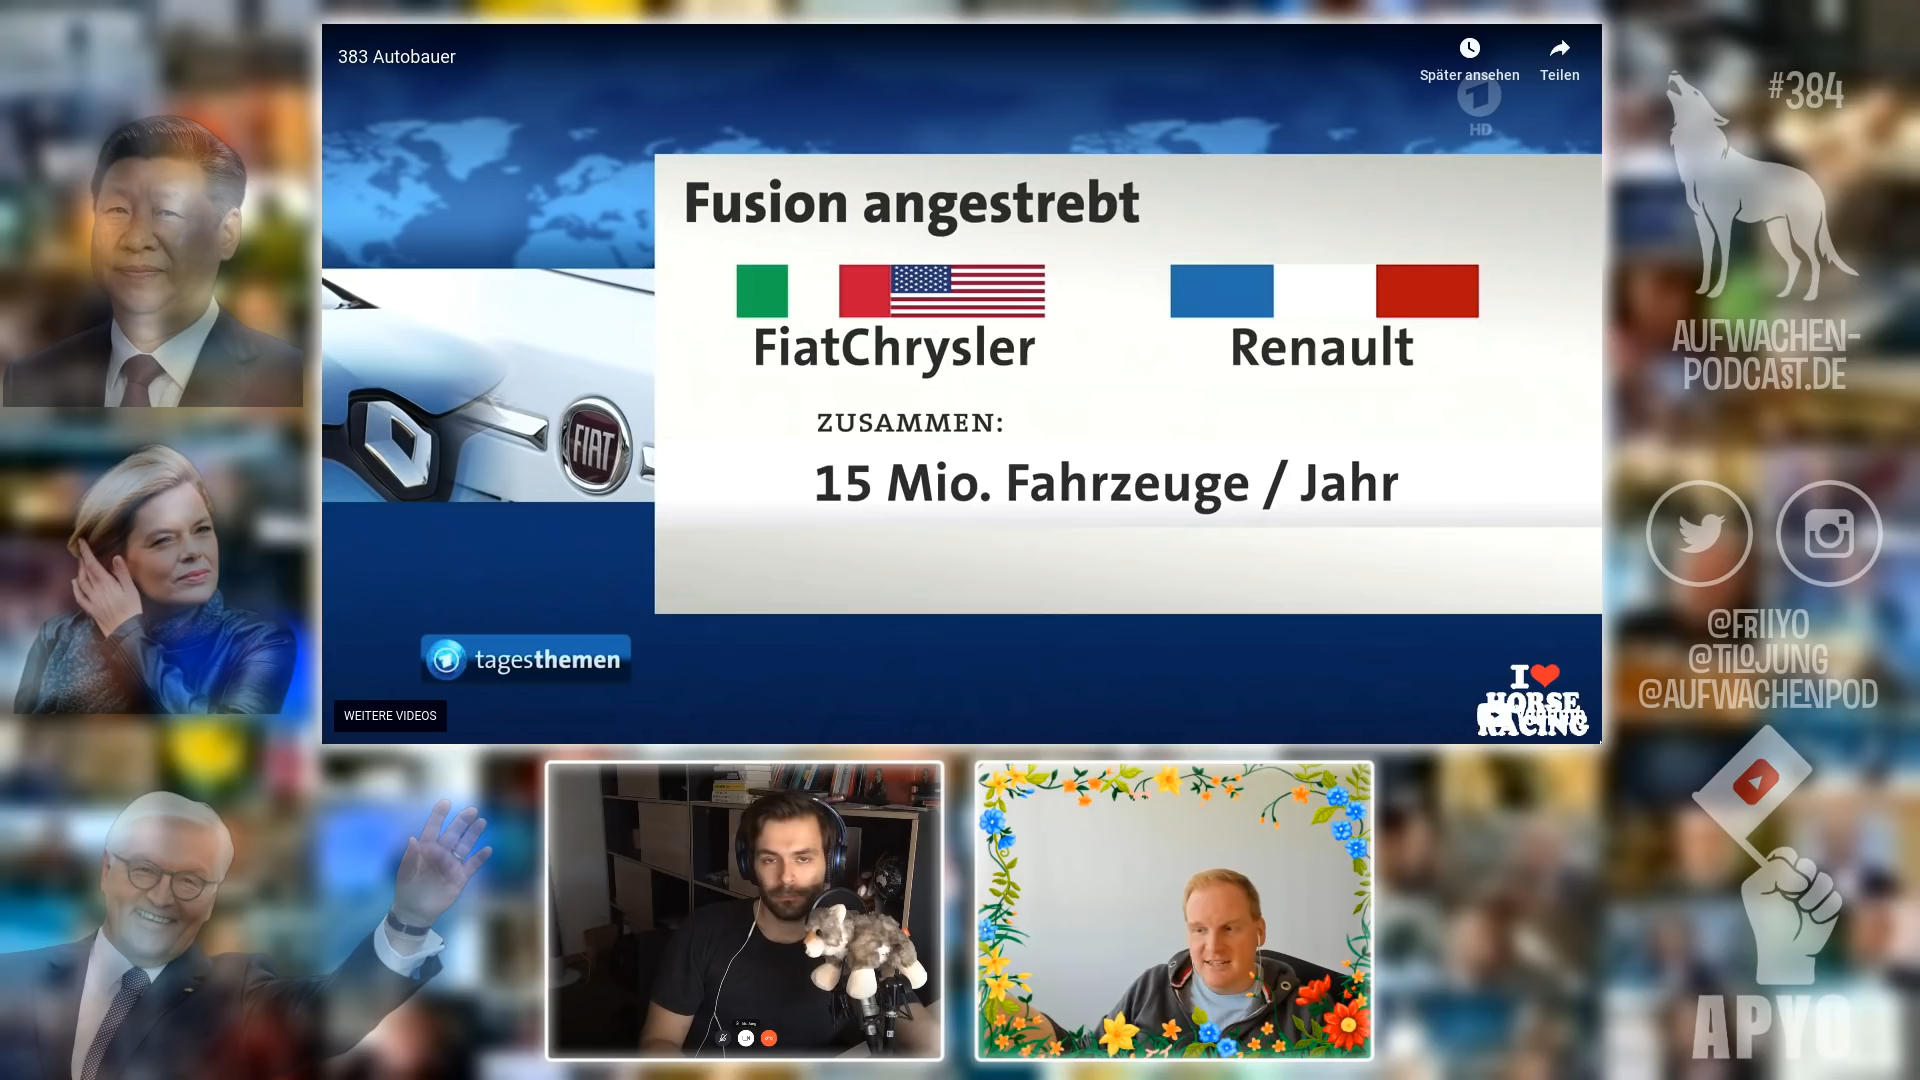 383 Autobauer
Später ansehen
Teilen
HD
#384
Fusion angestrebt
FiatChrysler
Renault
ZUSAMMEN:
15 Mio. Fahrzeuge / Jahr
FIAT
tagesthemen
WEITERE VIDEOS
I
HORSE
RACING
AUFWACHEN-
PODCAST.DE
@FRIIYO
@TILOJUNG
@AUFWACHENPOD
APYO